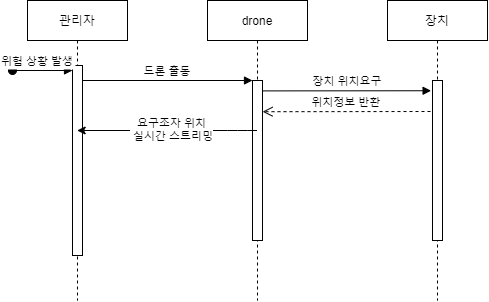 관리자
drone
장치
위험 상황 발생
드론 출동
장치 위치요구
위치정보 반환
요구조자 위치
실시간 스트리밍